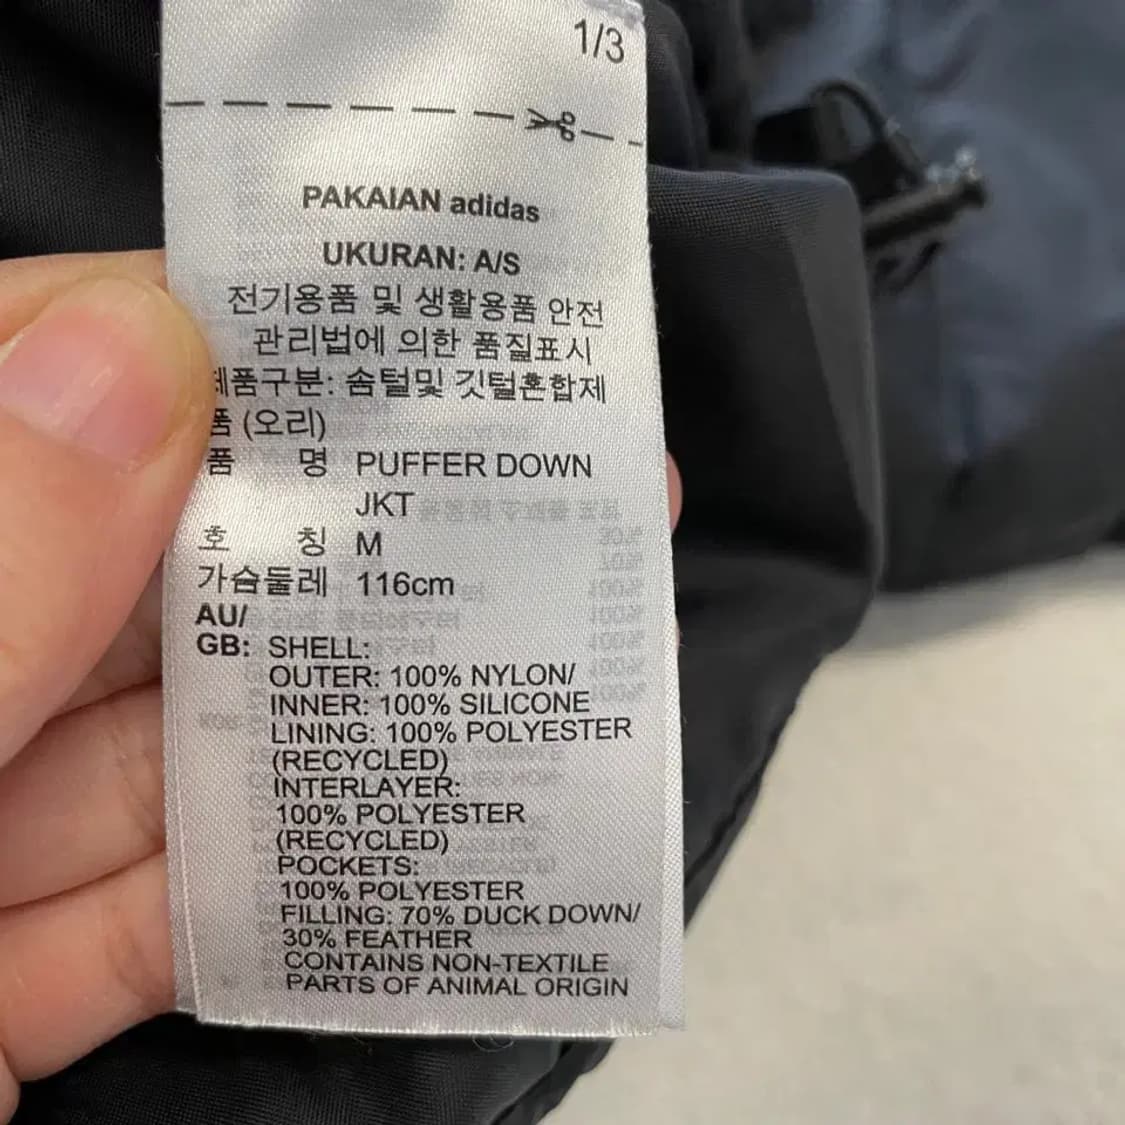 1/3
PAKAIAN adidas
UKURAN: A/S
전기용품 및 생활용품 안전
관리법에 의한 품질표시
제품구분: 솜털및 깃털혼합제
품 (오리)
품 명 PUFFER DOWN
JKT
호 칭 M
가슴둘레 116cm
AU/
GB: SHELL:
OUTER: 100% NYLON/
INNER: 100% SILICONE
LINING: 100% POLYESTER
(RECYCLED)
INTERLAYER:
100% POLYESTER
(RECYCLED)
POCKETS:
100% POLYESTER
FILLING: 70% DUCK DOWN/
30% FEATHER
CONTAINS NON-TEXTILE
PARTS OF ANIMAL ORIGIN